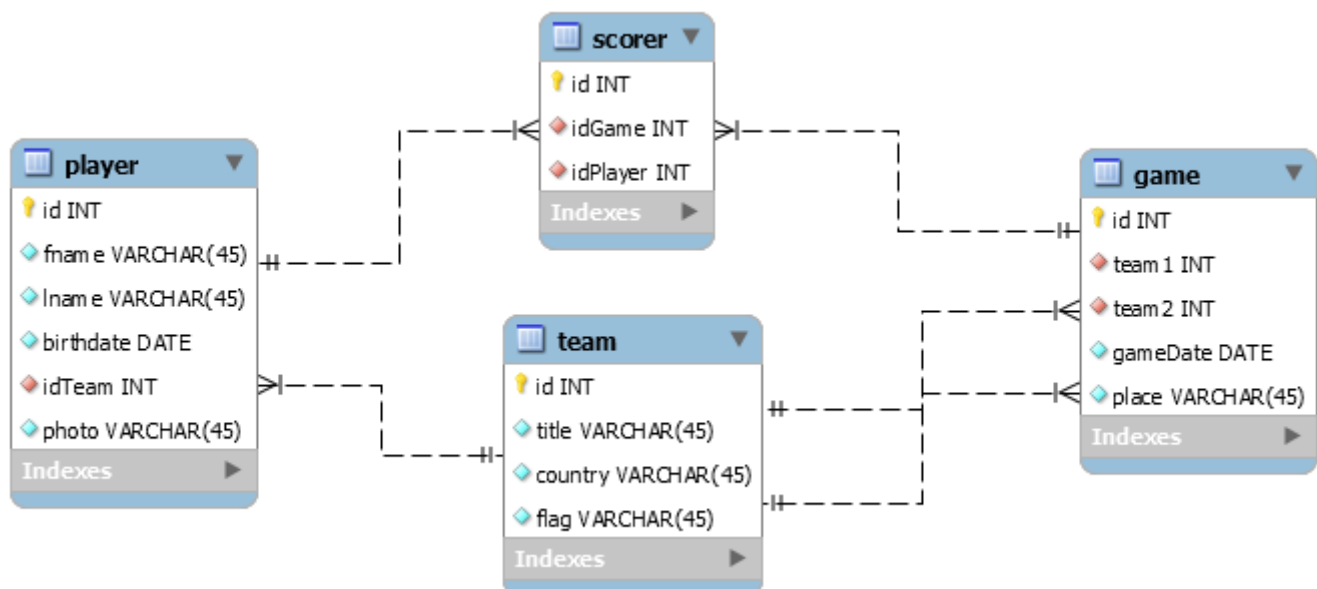 scorer
id INT
idGame INT
idPlayer INT
Indexes
player
id INT
fname VARCHAR(45)
lname VARCHAR(45)
birthdate DATE
idTeam INT
photo VARCHAR(45)
Indexes
team
id INT
title VARCHAR(45)
country VARCHAR(45)
flag VARCHAR(45)
Indexes
game
id INT
team1 INT
team2 INT
gameDate DATE
place VARCHAR(45)
Indexes